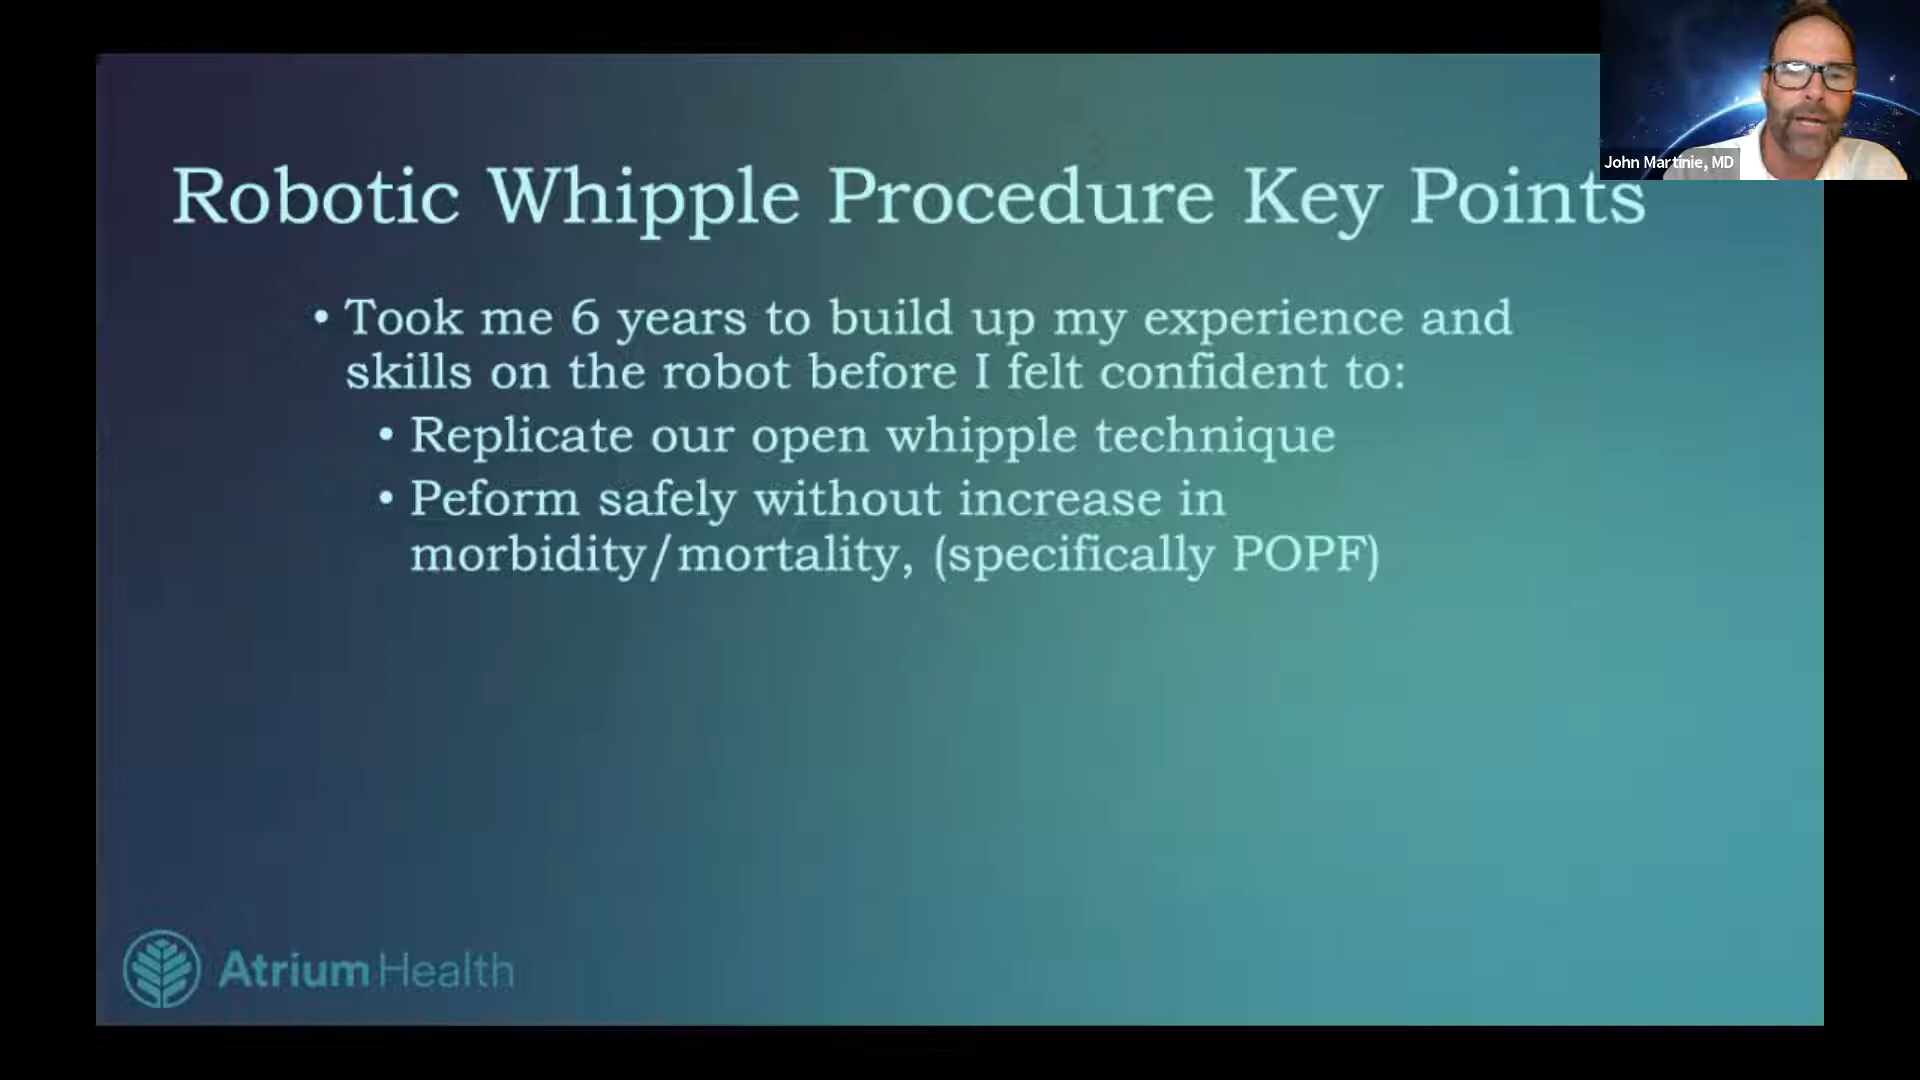 John Martinie, MD
Robotic Whipple Procedure Key Points
• Took me 6 years to build up my experience and
skills on the robot before I felt confident to:
• Replicate our open whipple technique
• Peform safely without increase in
morbidity/mortality, (specifically POPF)
Atrium Health